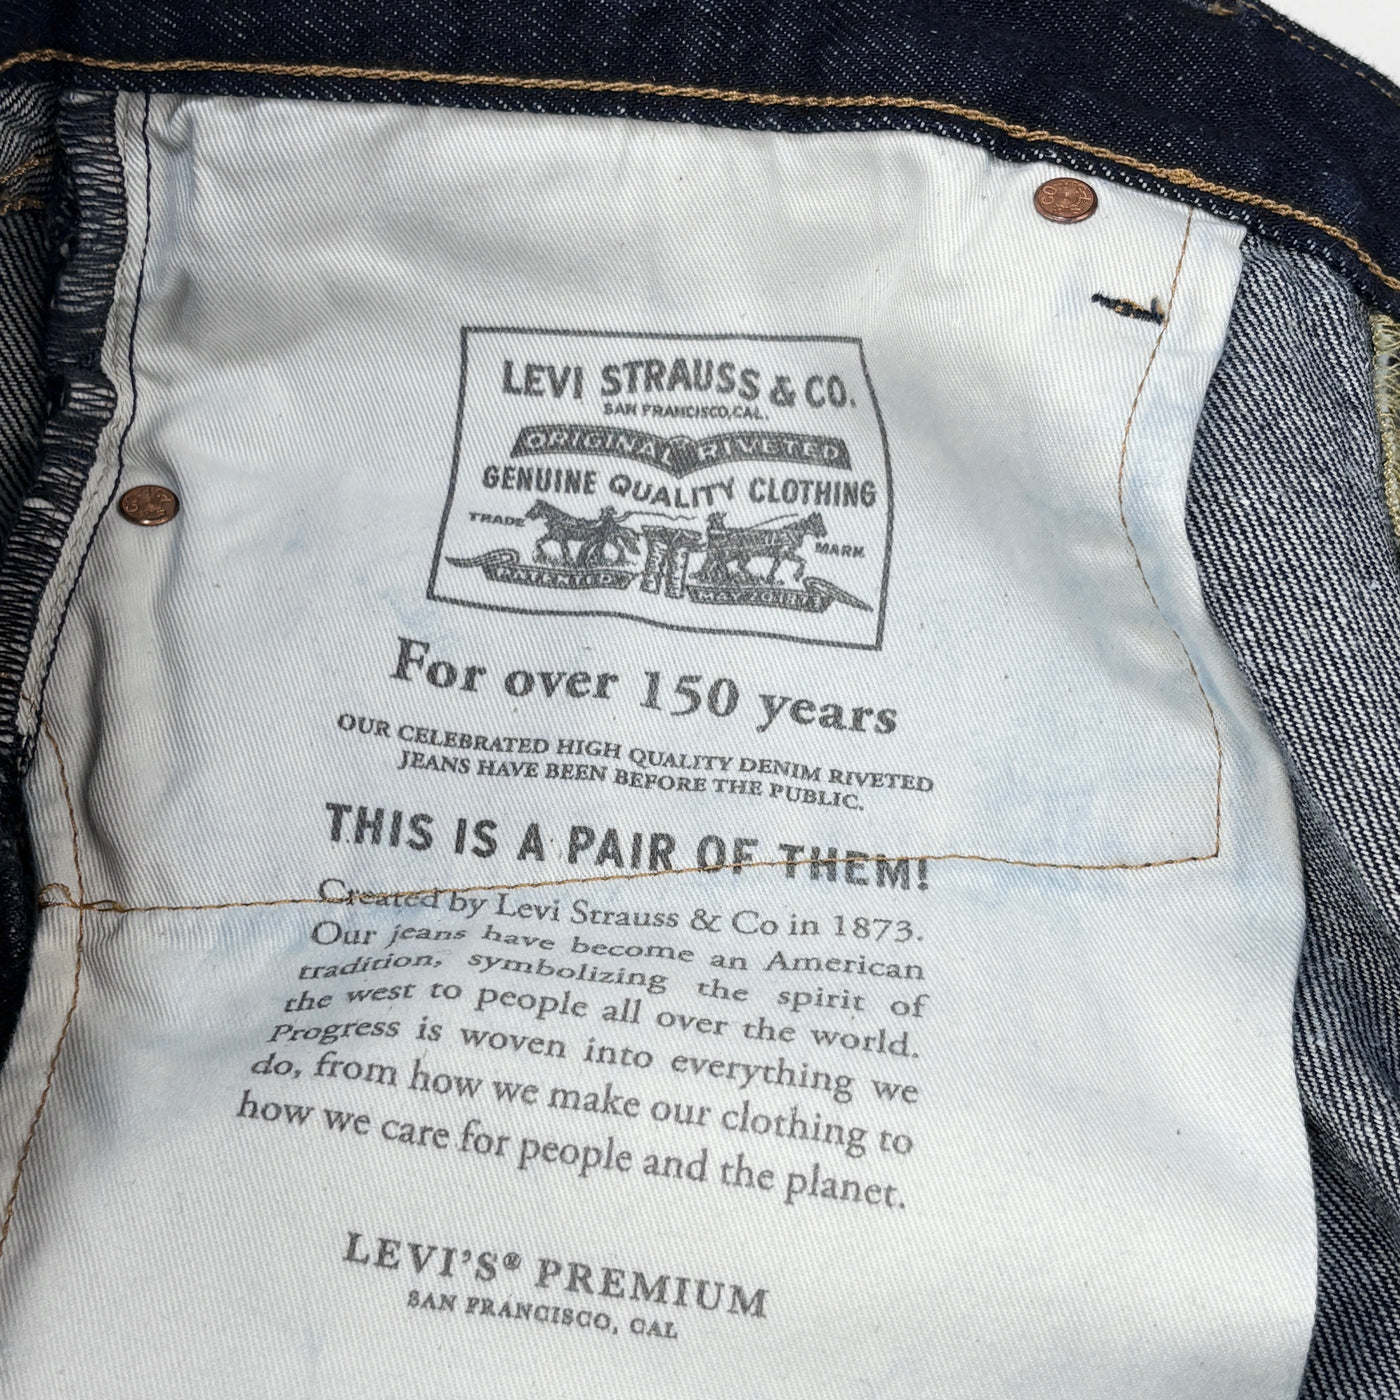 LEVI STRAUSS & CO.
SAN FRANCISCO, CAL.
ORIGINAL RIVETED
GENUINE QUALITY CLOTHING
TRADE MARK
PATENTED MAY 20 1873
For over 150 years
OUR CELEBRATED HIGH QUALITY DENIM RIVETED
JEANS HAVE BEEN BEFORE THE PUBLIC.
THIS IS A PAIR OF THEM!
Created by Levi Strauss & Co in 1873.
Our jeans have become an American
tradition, symbolizing the spirit of
the west to people all over the world.
Progress is woven into everything we
do, from how we make our clothing to
how we care for people and the planet.
LEVI'S® PREMIUM
SAN FRANCISCO, CAL